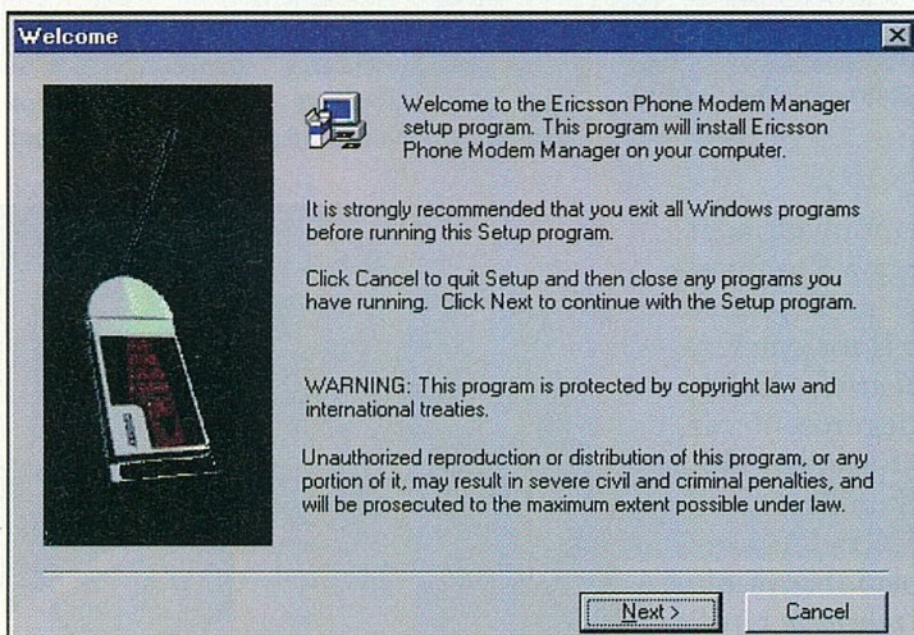 Welcome
Welcome to the Ericsson Phone Modem Manager
setup program. This program will install Ericsson
Phone Modem Manager on your computer.
It is strongly recommended that you exit all Windows programs
before running this Setup program.
Click Cancel to quit Setup and then close any programs you
have running. Click Next to continue with the Setup program.
WARNING: This program is protected by copyright law and
international treaties.
Unauthorized reproduction or distribution of this program, or any
portion of it, may result in severe civil and criminal penalties, and
will be prosecuted to the maximum extent possible under law.
Next >
Cancel